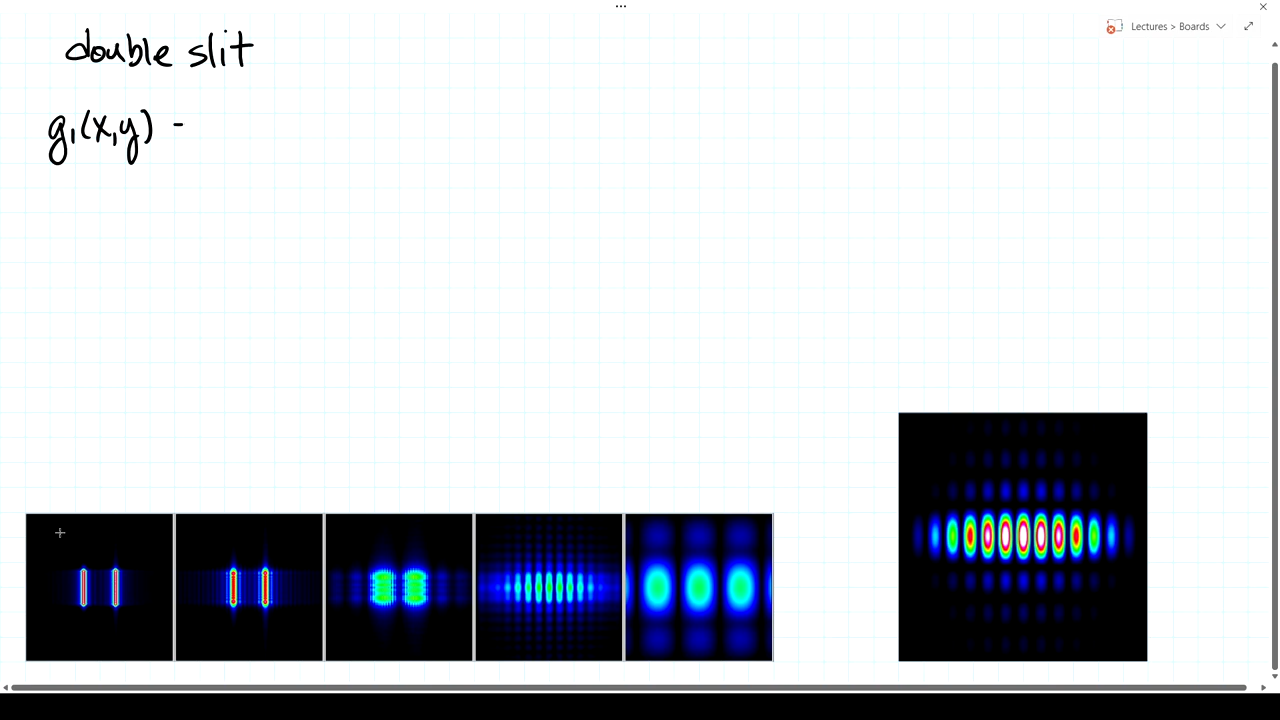 ...
Lectures > Boards
double slit
g₁(x,y) -